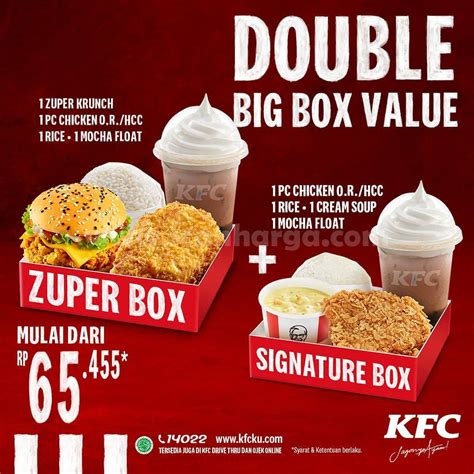 DOUBLE
BIG BOX VALUE
1 ZUPER KRUNCH
1 PC CHICKEN O.R./HCC
1 RICE • 1 MOCHA FLOAT
KFC
1 PC CHICKEN O.R./HCC
1 RICE • 1 CREAM SOUP
1 MOCHA FLOAT
KFC
+
ZUPER BOX
SIGNATURE BOX
MULAI DARI
RP 65.455*
KFC
14022 www.kfcku.com
TERSEDIA JUGA DI KFC DRIVE THRU DAN OJEK ONLINE
*Syarat & Ketentuan berlaku.
Jagonya Ayam!